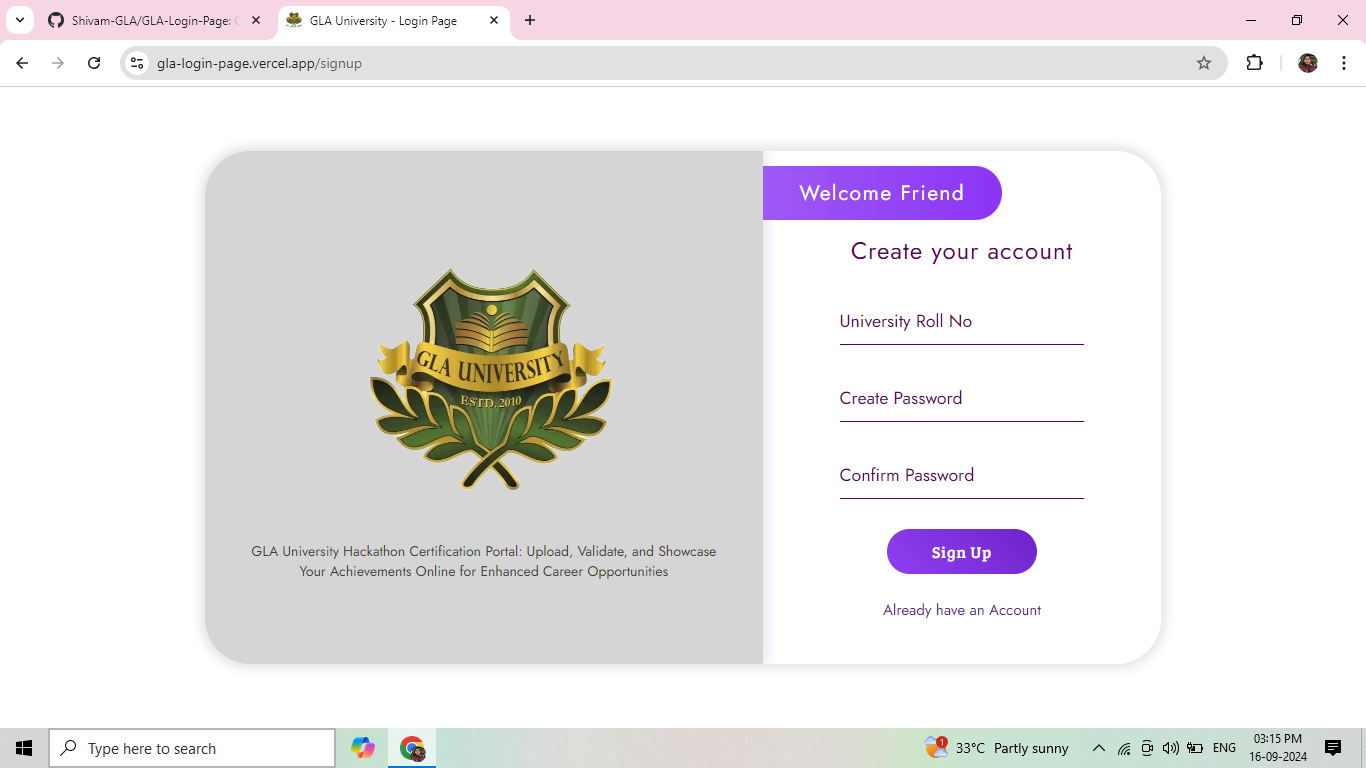 Shivam-GLA/GLA-Login-Page:
GLA University - Login Page
gla-login-page.vercel.app/signup
Welcome Friend
Create your account
University Roll No
Create Password
Confirm Password
Sign Up
Already have an Account
GLA UNIVERSITY
ESTD. 2010
GLA University Hackathon Certification Portal: Upload, Validate, and Showcase
Your Achievements Online for Enhanced Career Opportunities
Type here to search
1
33°C Partly sunny
ENG
03:15 PM
16-09-2024